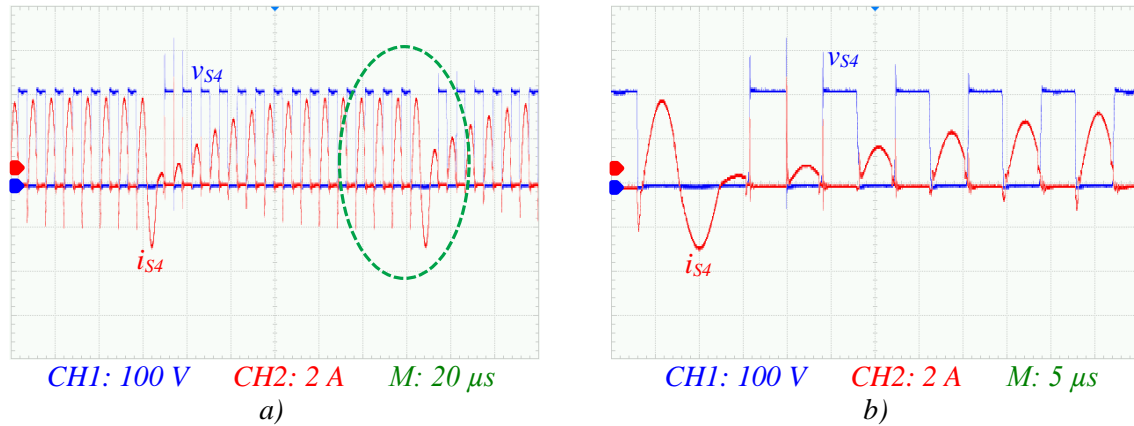 vS4
iS4
CH1: 100 V CH2: 2 A M: 20 µs
a)
vS4
iS4
CH1: 100 V CH2: 2 A M: 5 µs
b)